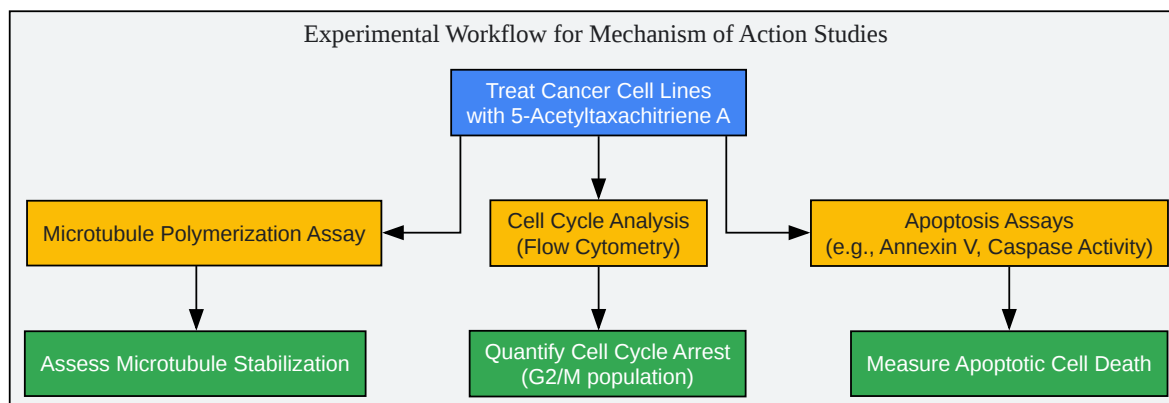 Experimental Workflow for Mechanism of Action Studies
Treat Cancer Cell Lines
with 5-Acetyltaxachitriene A
Microtubule Polymerization Assay
Cell Cycle Analysis
(Flow Cytometry)
Apoptosis Assays
(e.g., Annexin V, Caspase Activity)
Assess Microtubule Stabilization
Quantify Cell Cycle Arrest
(G2/M population)
Measure Apoptotic Cell Death